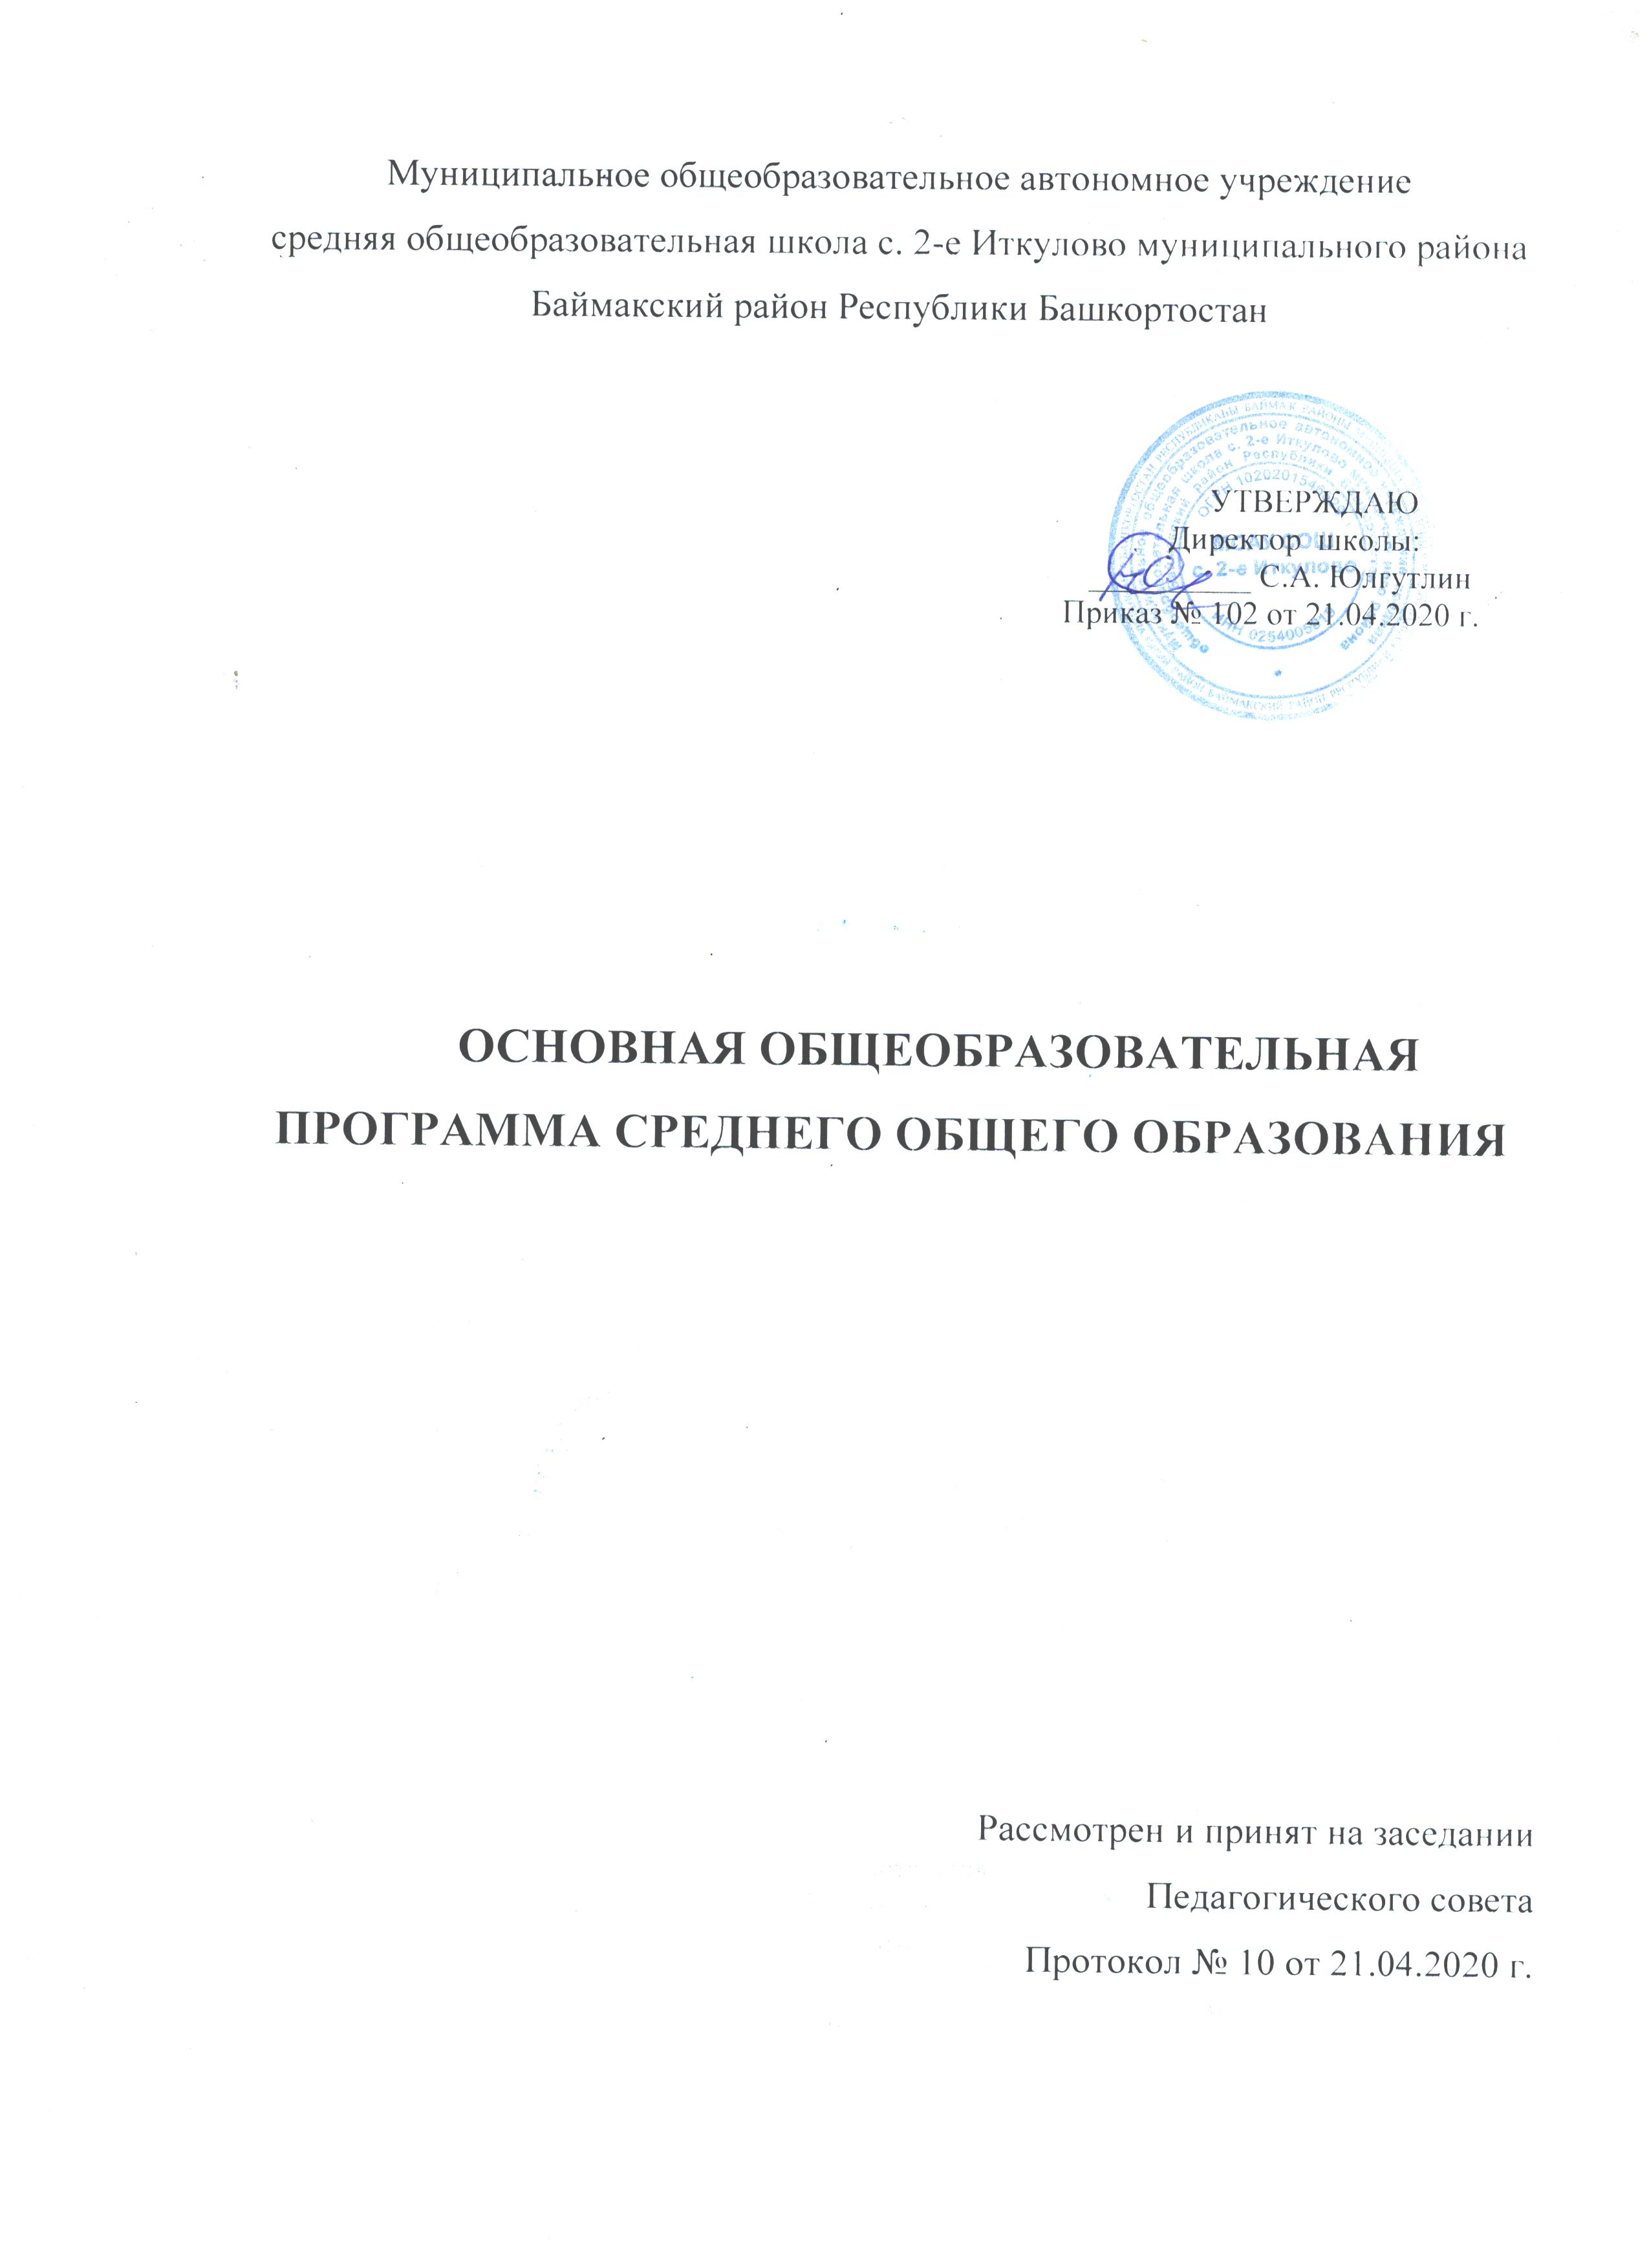 Муниципальное общеобразовательное автономное учреждение
средняя общеобразовательная школа с. 2-е Иткулово муниципального района
Баймакский район Республики Башкортостан
УТВЕРЖДАЮ
Директор школы:
С.А. Юлгутлин
Приказ № 102 от 21.04.2020 г.
с. 2-е Иткулово
ОСНОВНАЯ ОБЩЕОБРАЗОВАТЕЛЬНАЯ
ПРОГРАММА СРЕДНЕГО ОБЩЕГО ОБРАЗОВАНИЯ
Рассмотрен и принят на заседании
Педагогического совета
Протокол № 10 от 21.04.2020 г.